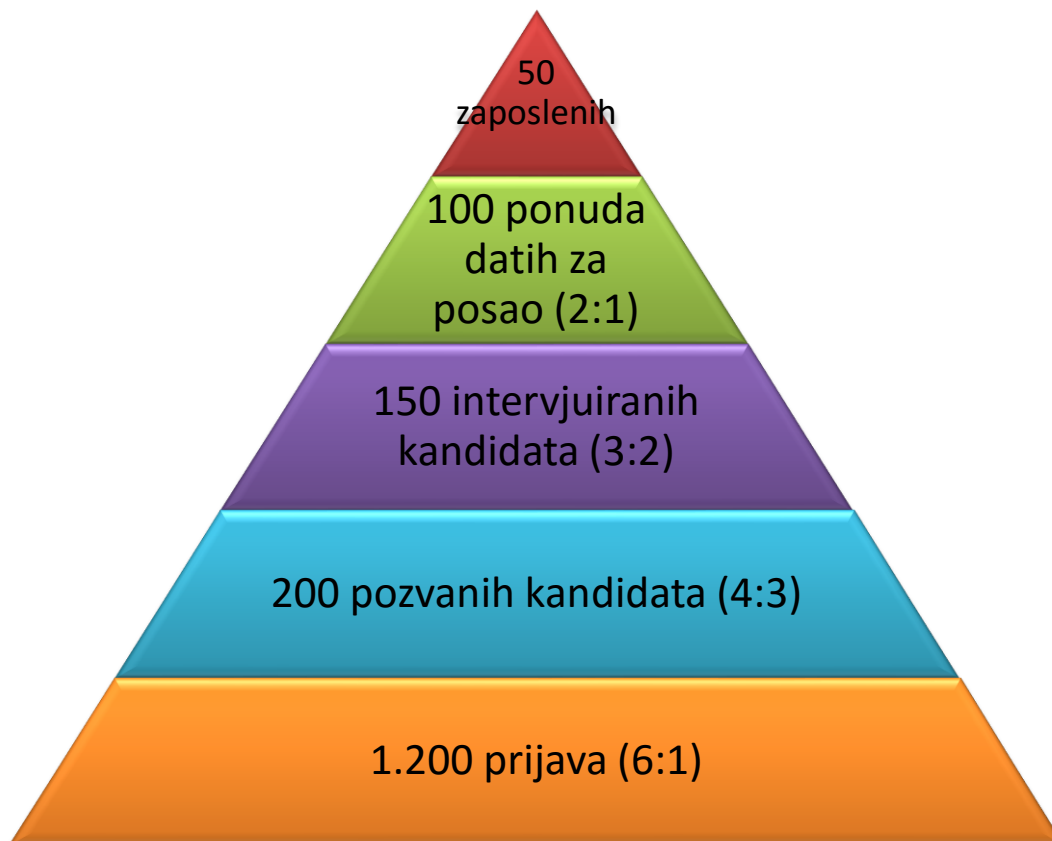 50
zaposlenih
100 ponuda
datih za
posao (2:1)
150 intervjuiranih
kandidata (3:2)
200 pozvanih kandidata (4:3)
1.200 prijava (6:1)